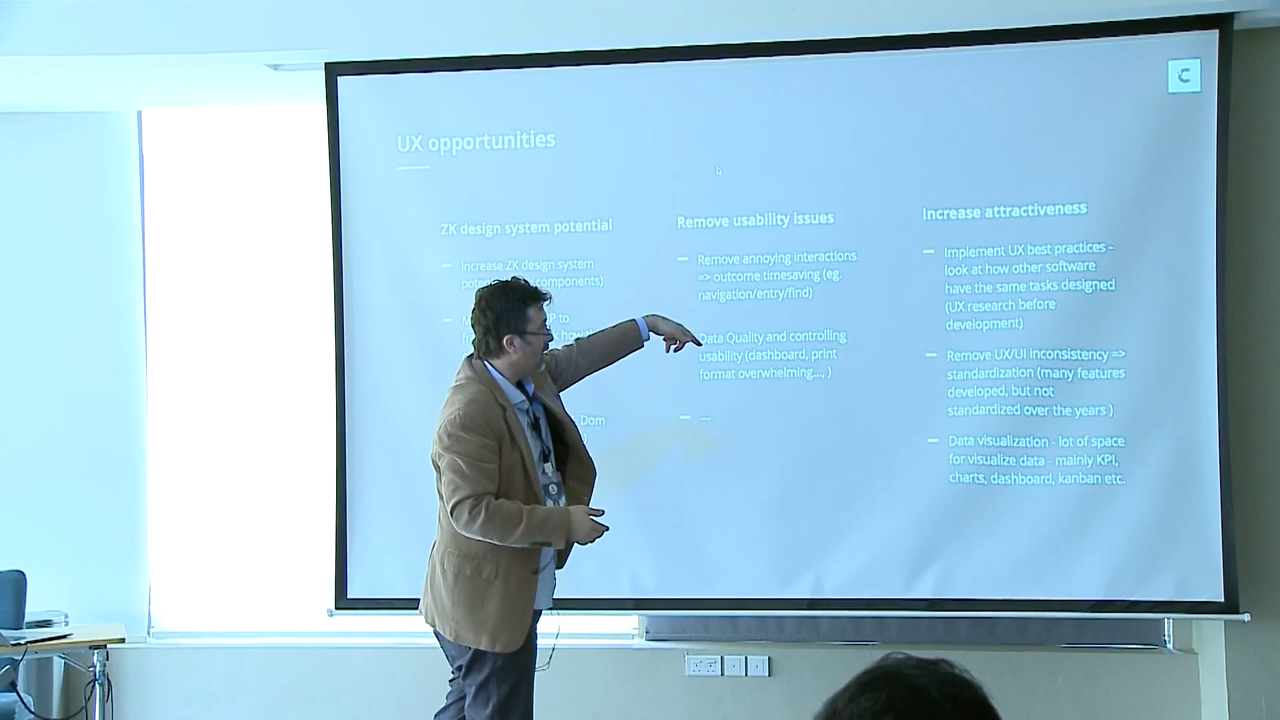 C
UX opportunities
ZK design system potential
— Increase ZK design system
components)
—
P to
Dom
Remove usability issues
— Remove annoying interactions
=> outcome timesaving (eg.
navigation/entry/find)
Data Quality and controlling
usability (dashboard, print
format overwhelming..., )
— —
Increase attractiveness
— Implement UX best practices -
look at how other software
have the same tasks designed
(UX research before
development)
— Remove UX/UI inconsistency =>
standardization (many features
developed, but not
standardized over the years )
— Data visualization - lot of space
for visualize data - mainly KPI,
charts, dashboard, kanban etc.